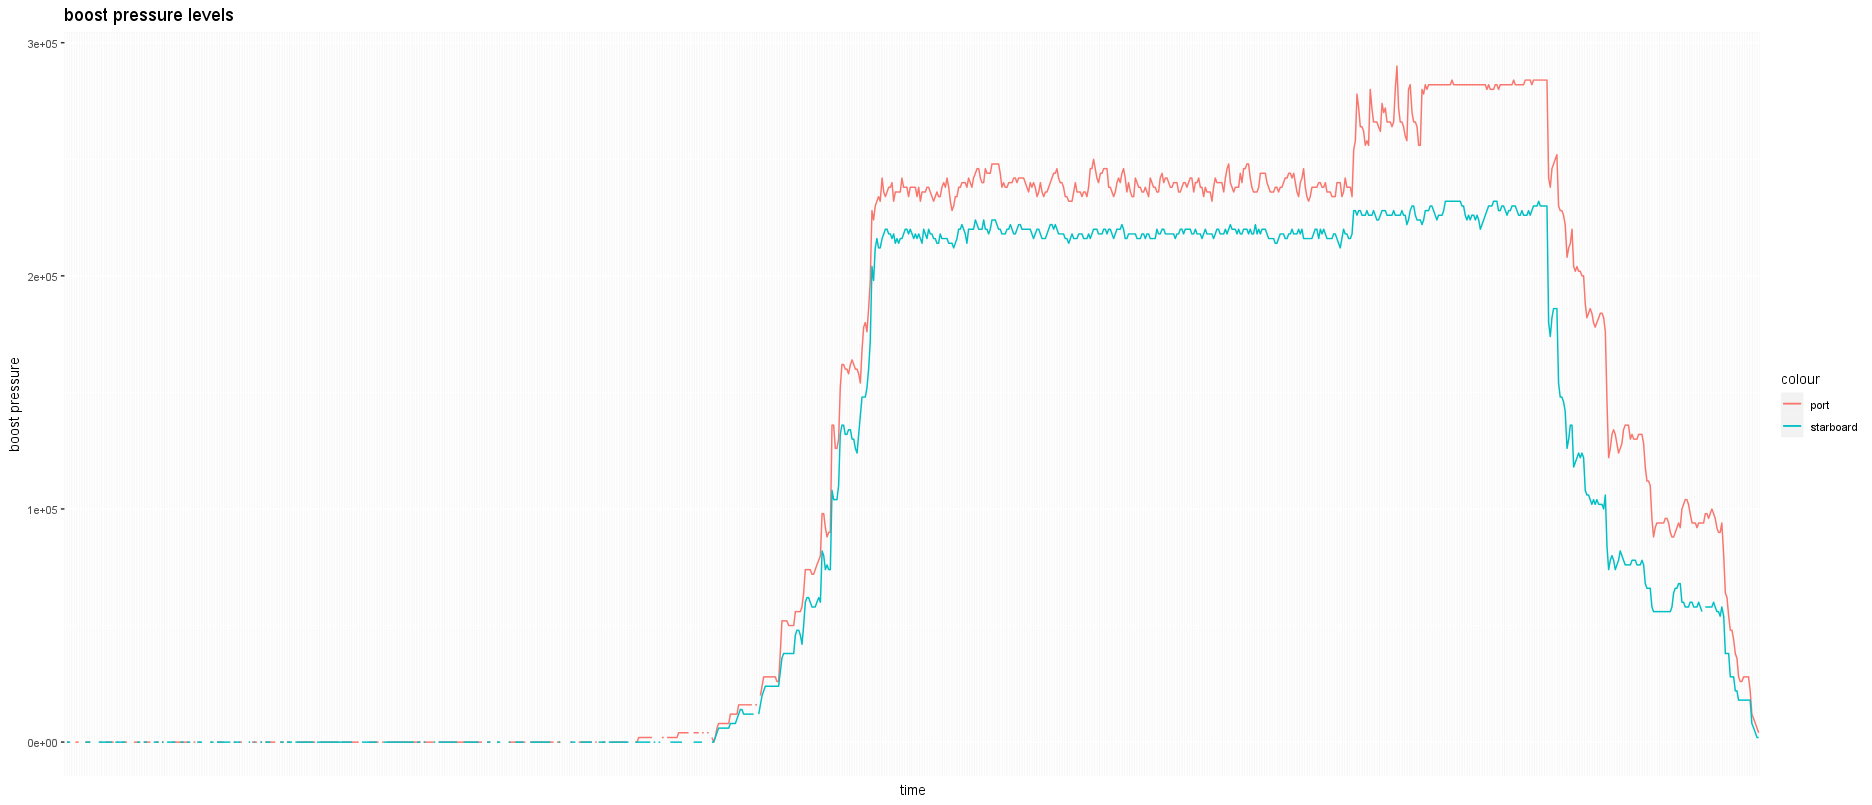 boost pressure levels
3e+05
2e+05
1e+05
0e+00
boost pressure
time
colour
port
starboard